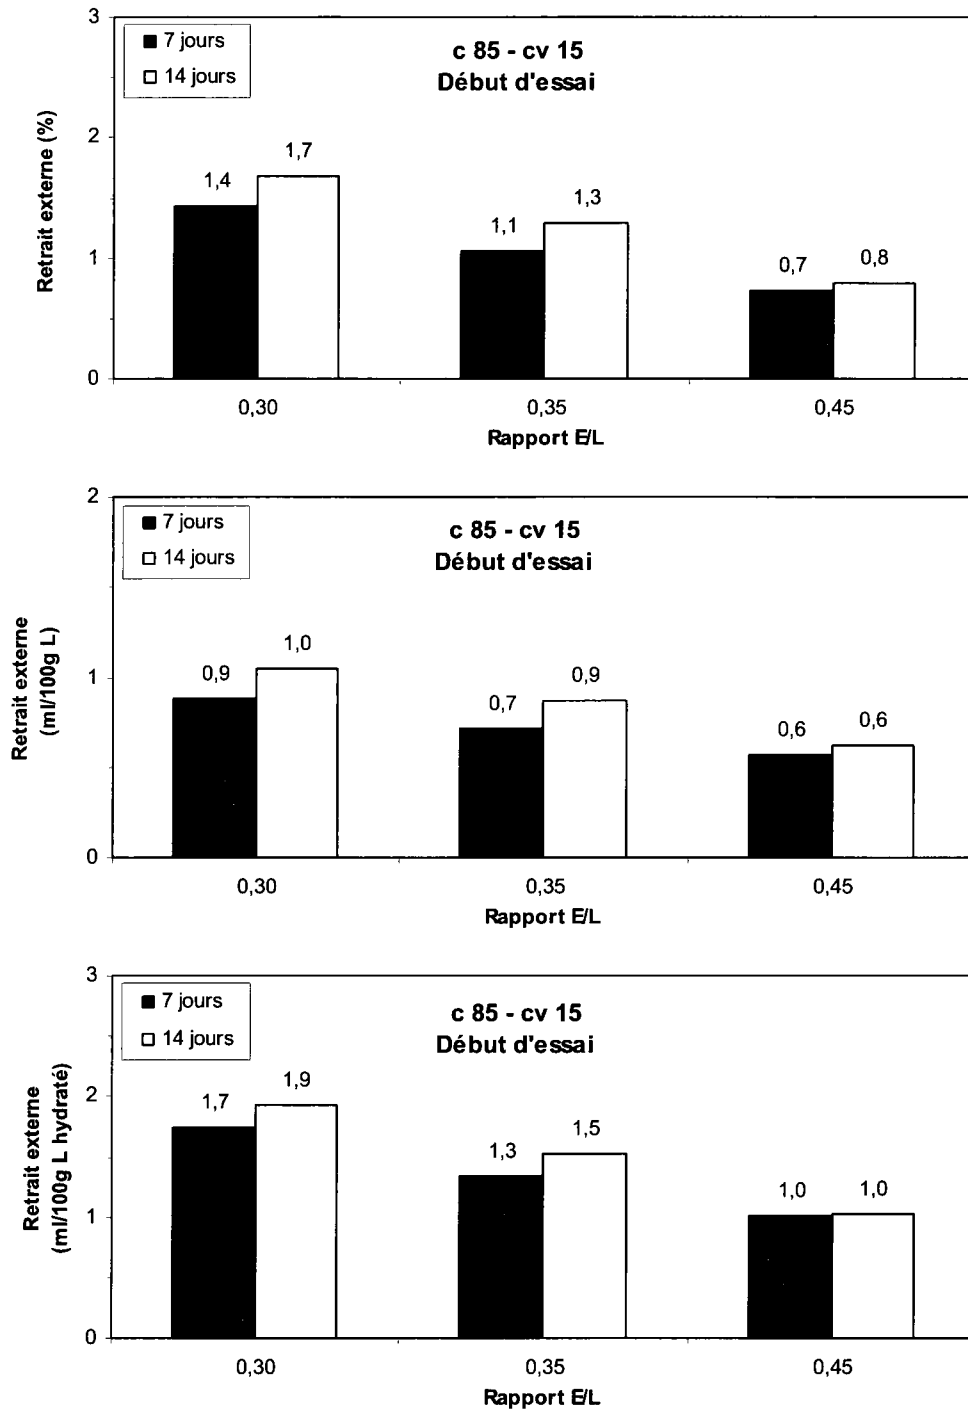 3
7 jours
14 jours
c 85 - cv 15
Début d'essai
2
1
0
Retrait externe (%)
1,4
1,7
1,1
1,3
0,7
0,8
0,30
0,35
0,45
Rapport E/L
2
7 jours
14 jours
c 85 - cv 15
Début d'essai
1
0
Retrait externe
(ml/100g L)
0,9
1,0
0,7
0,9
0,6
0,6
0,30
0,35
0,45
Rapport E/L
3
7 jours
14 jours
c 85 - cv 15
Début d'essai
2
1
0
Retrait externe
(ml/100g L hydraté)
1,7
1,9
1,3
1,5
1,0
1,0
0,30
0,35
0,45
Rapport E/L